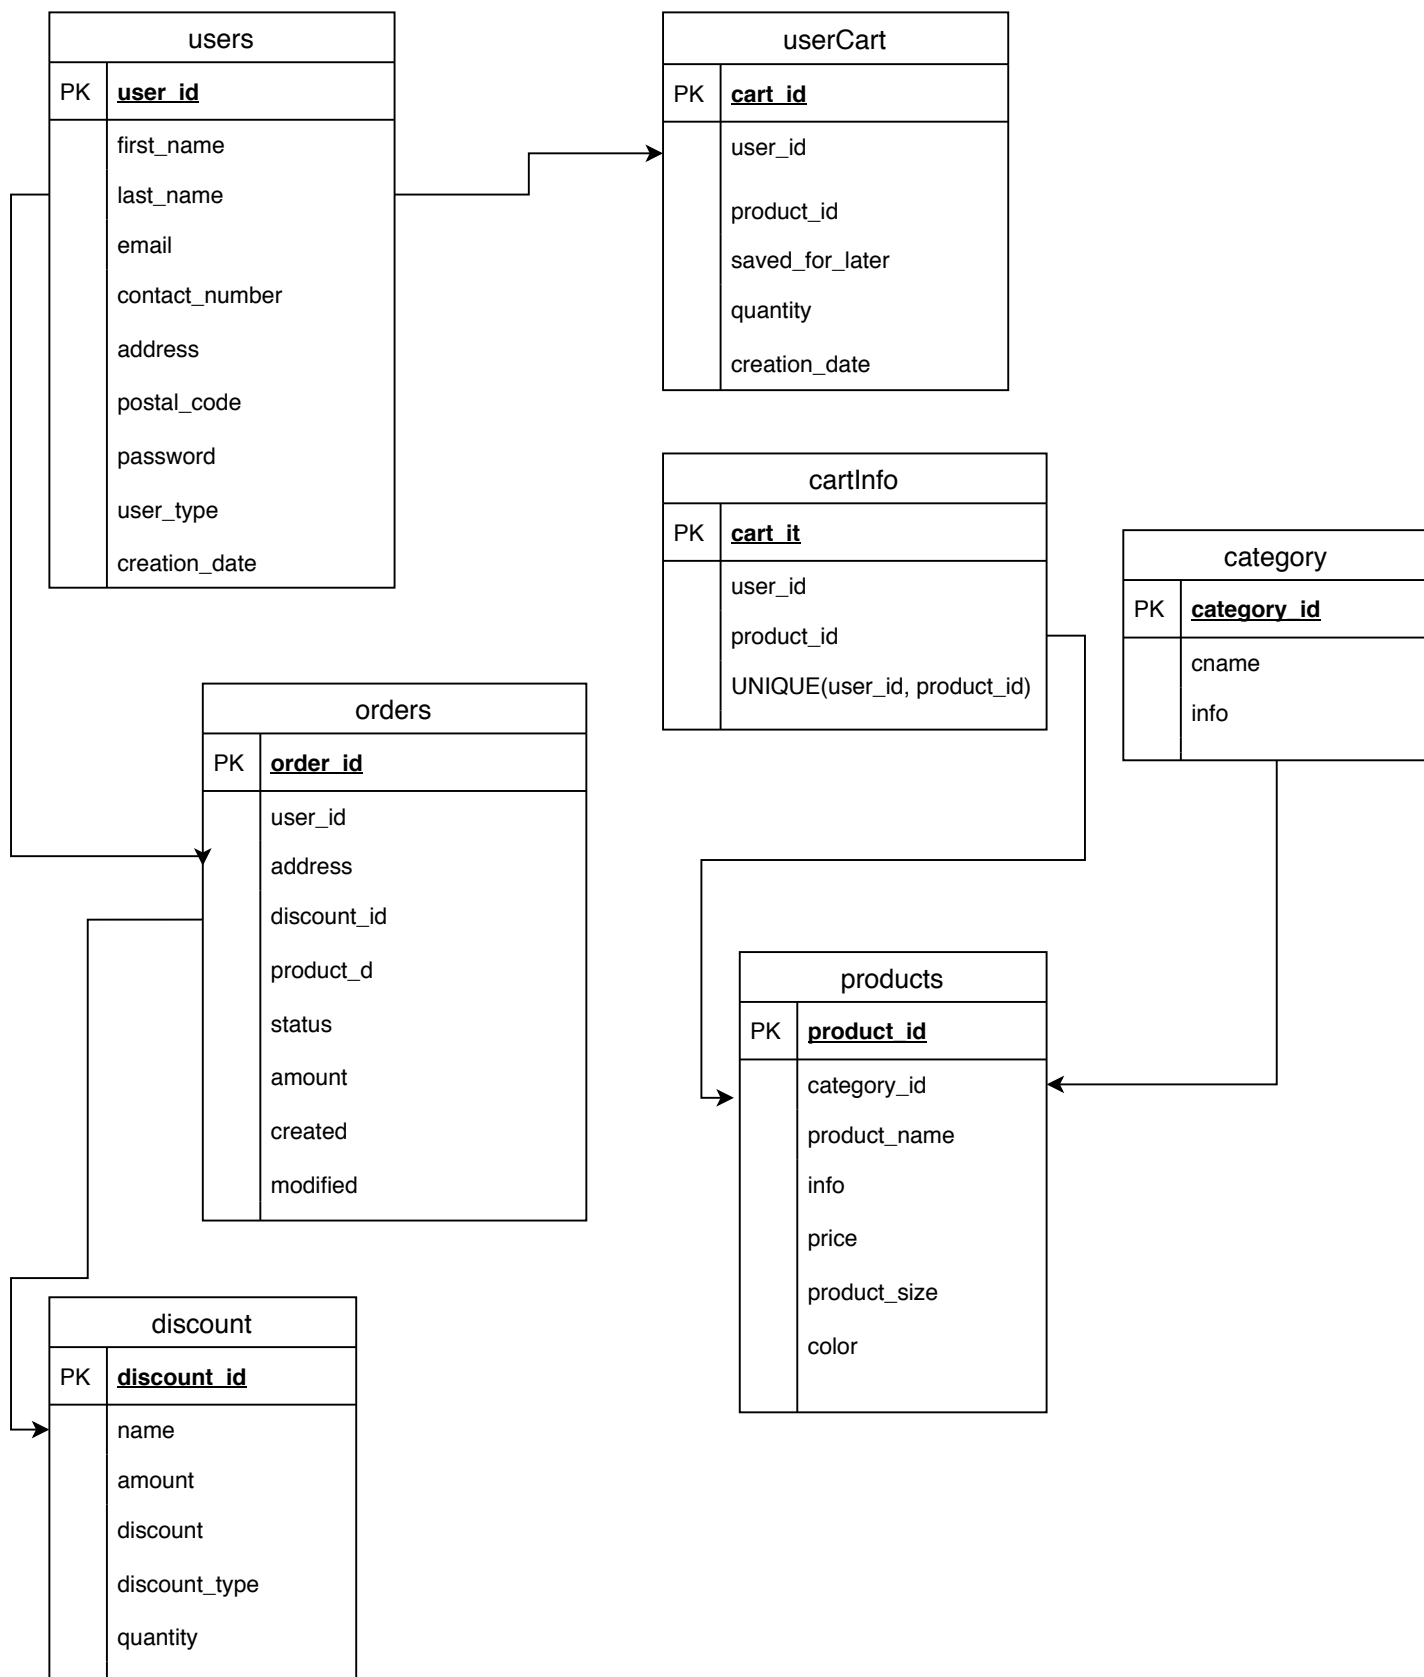 users
PK user_id
first_name
last_name
email
contact_number
address
postal_code
password
user_type
creation_date
userCart
PK cart_id
user_id
product_id
saved_for_later
quantity
creation_date
cartInfo
PK cart_it
user_id
product_id
UNIQUE(user_id, product_id)
category
PK category_id
cname
info
orders
PK order_id
user_id
address
discount_id
product_d
status
amount
created
modified
products
PK product_id
category_id
product_name
info
price
product_size
color
discount
PK discount_id
name
amount
discount
discount_type
quantity